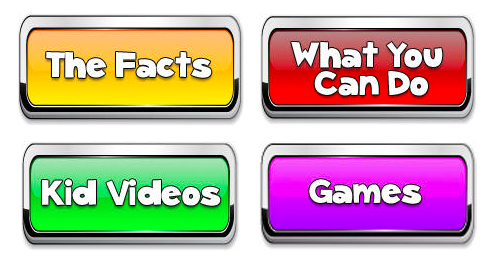 The Facts
What You
Can Do
Kid Videos
Games